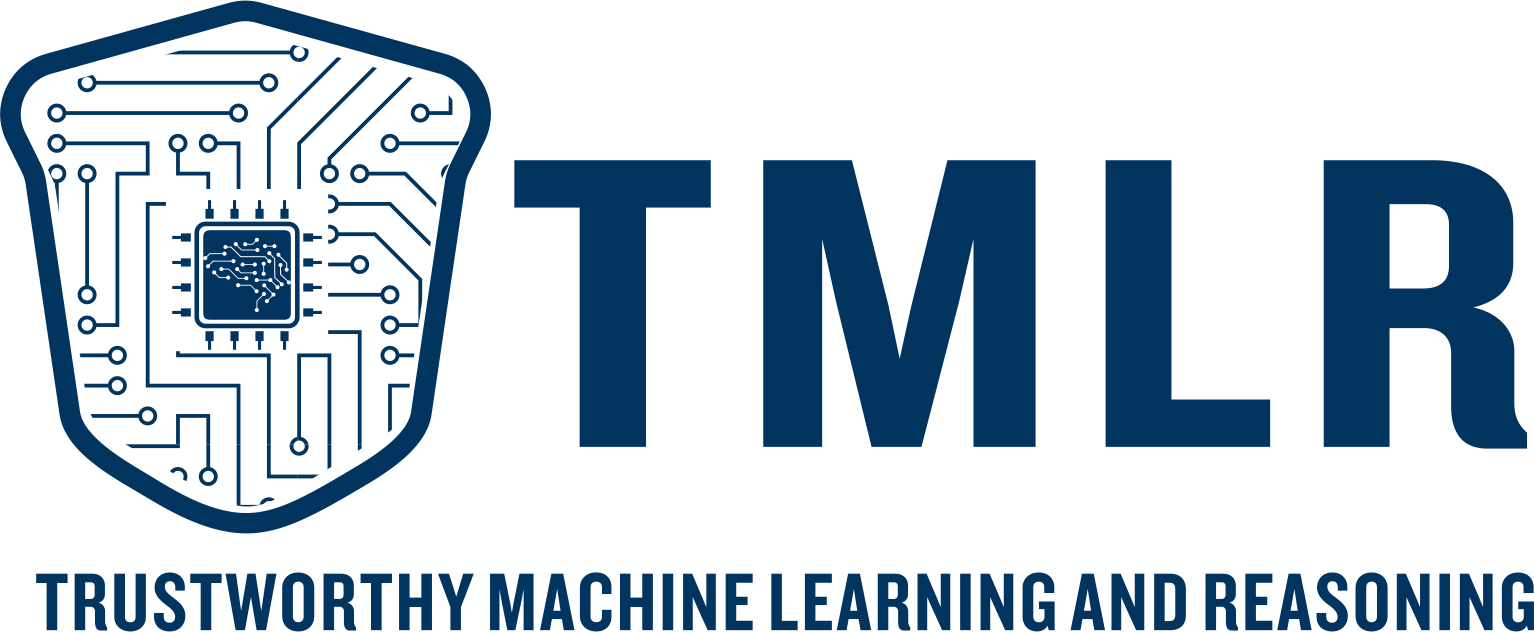 TMLR
TRUSTWORTHY MACHINE LEARNING AND REASONING